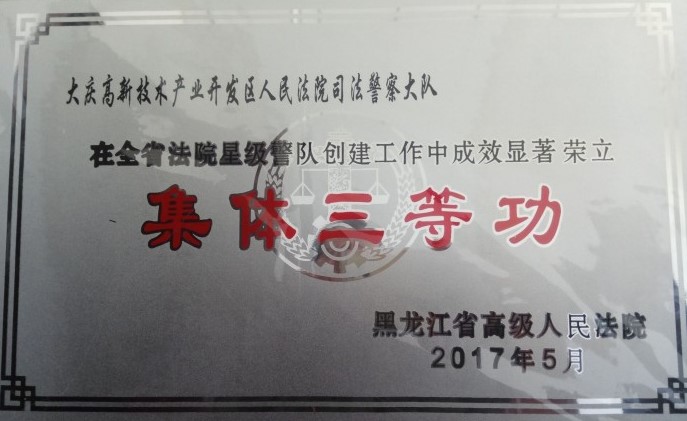 大庆高新技术产业开发区人民法院司法警察大队
在全省法院星级警队创建工作中成效显著荣立
集体三等功
黑龙江省高级人民法院
2017年5月